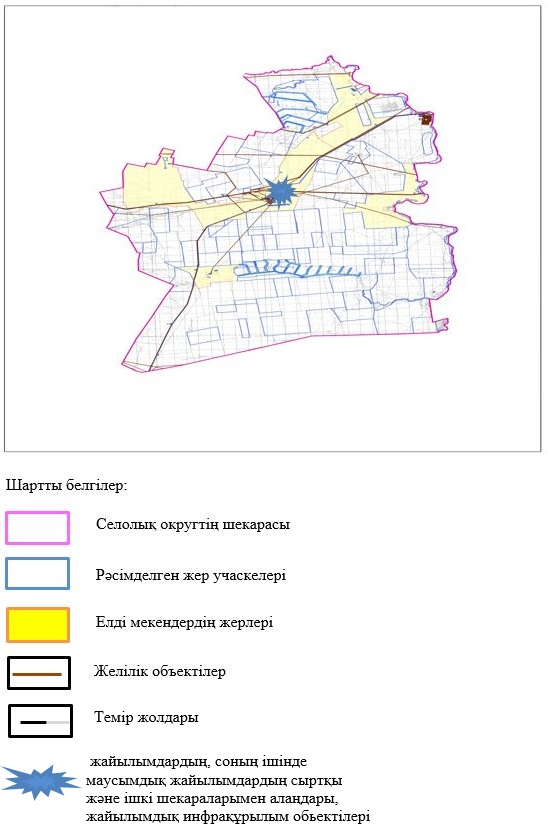 Шартты белгілер:
Селолық округтің шекарасы
Рәсімделген жер учаскелері
Елді мекендердің жерлері
Желілік объектілер
Темір жолдары
жайылымдардың, соның ішінде
маусымдық жайылымдардың сыртқы
және ішкі шекараларымен алаңдары,
жайылымдық инфрақұрылым объектілері